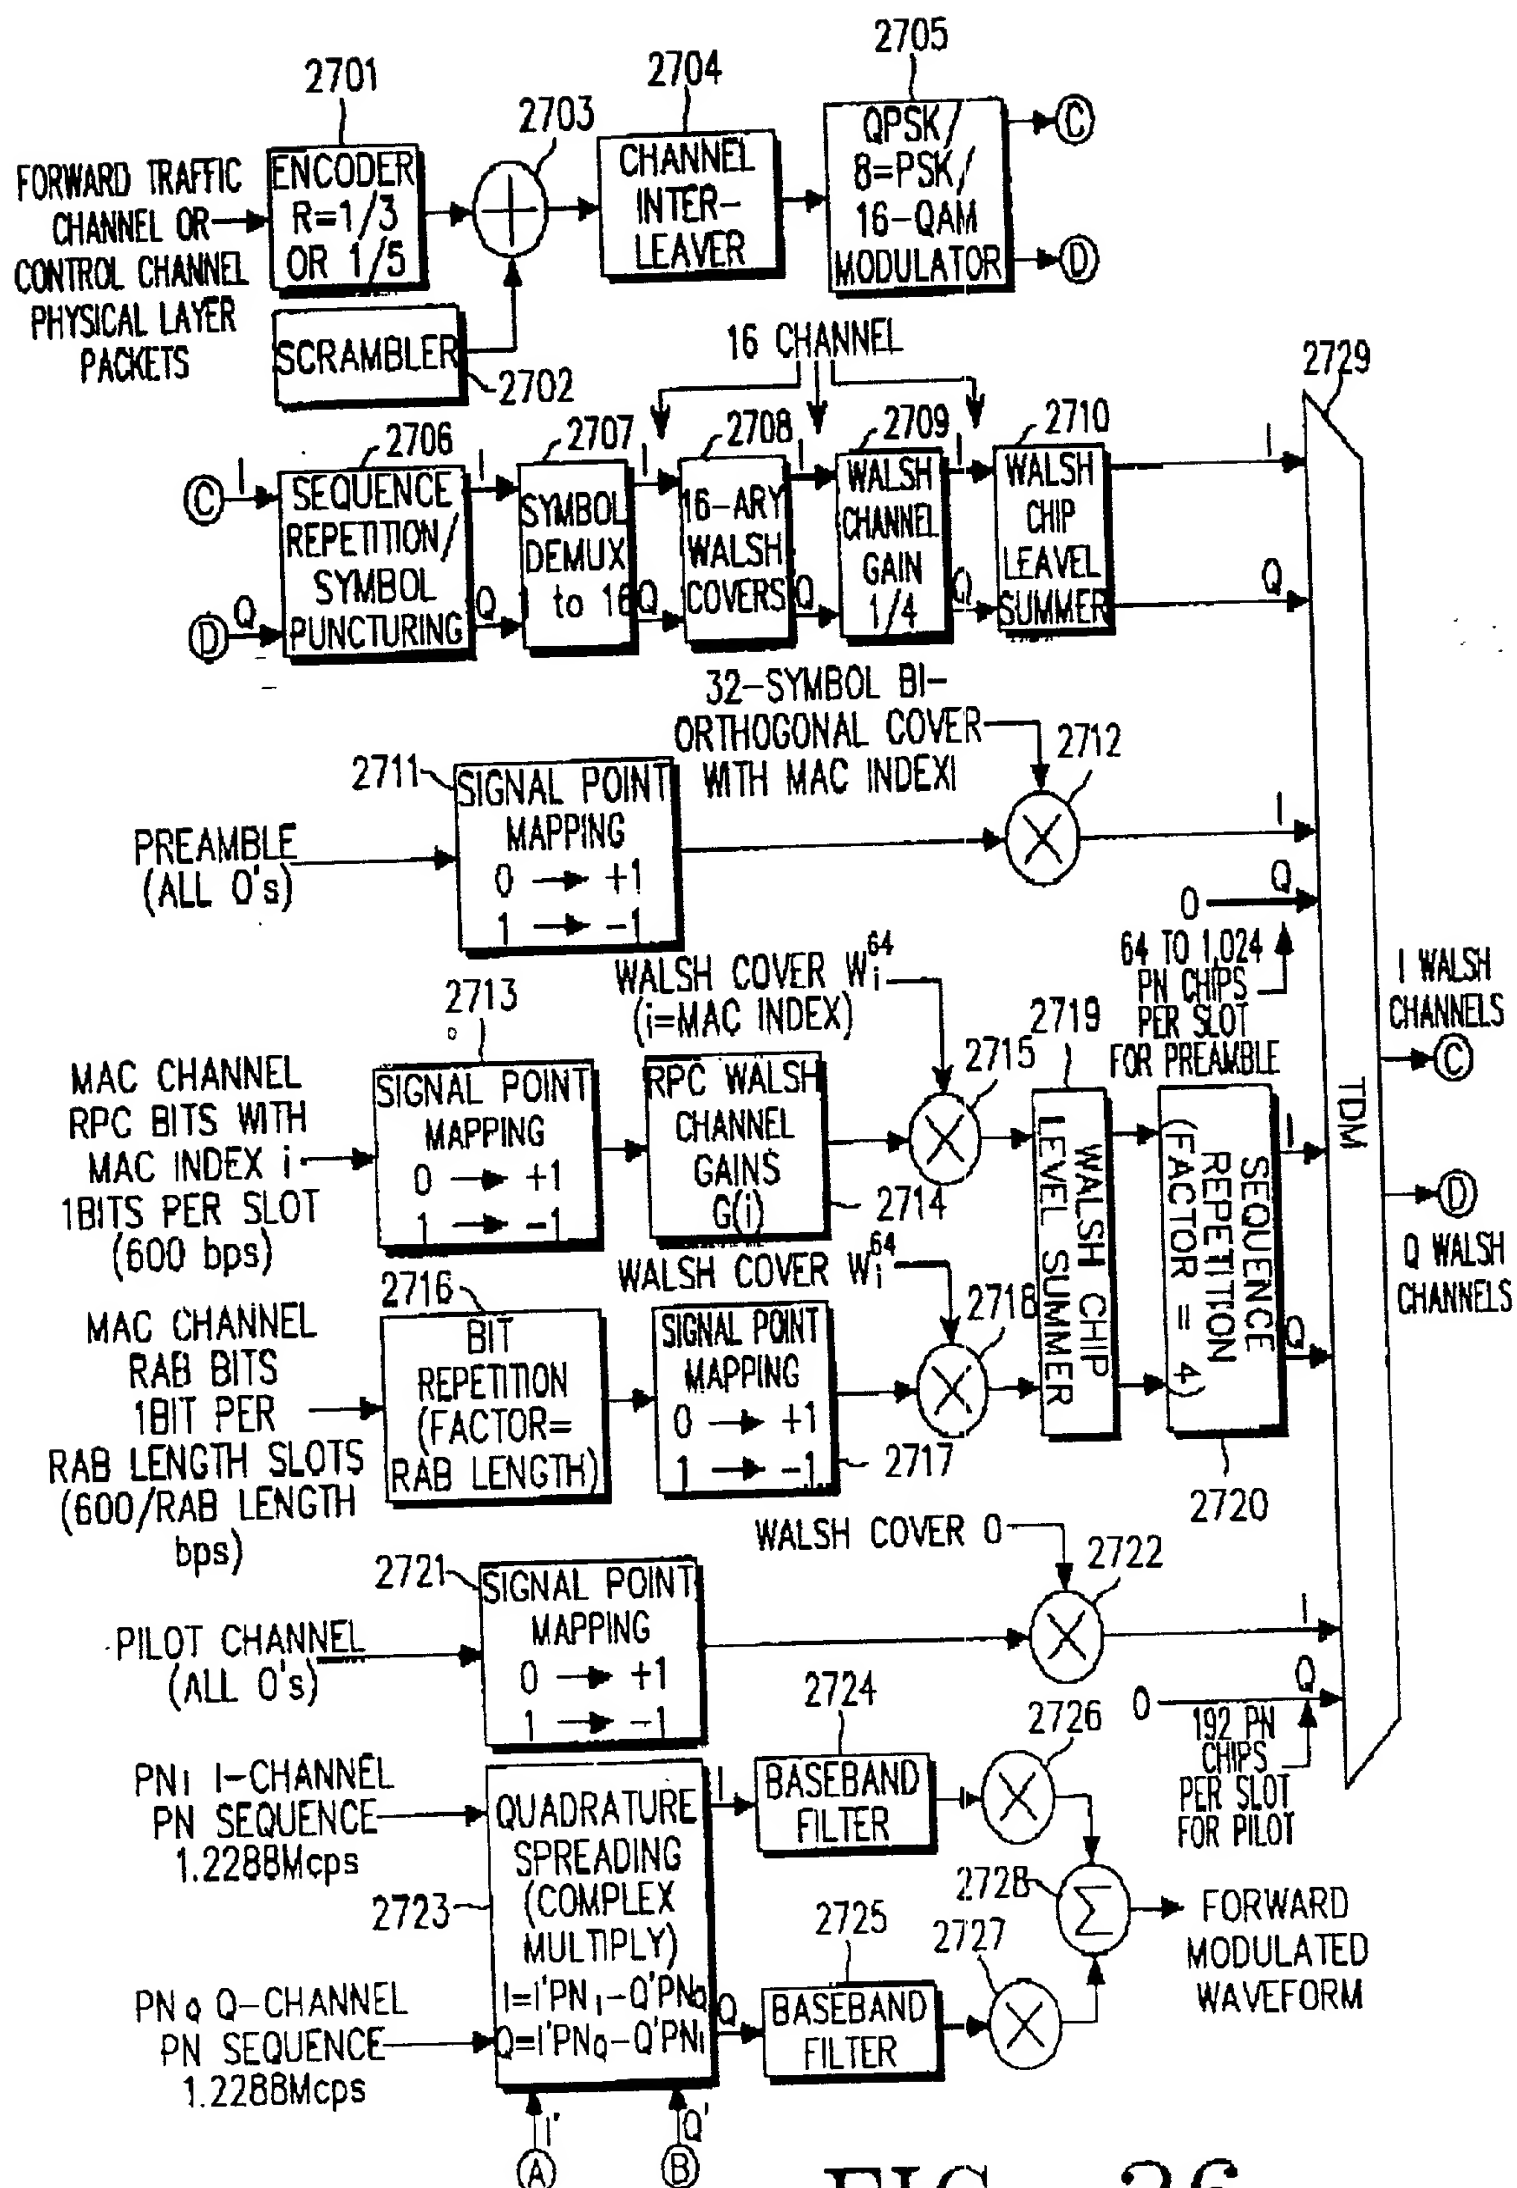 2701
2703
2704
2705
FORWARD TRAFFIC
CHANNEL OR
CONTROL CHANNEL
PHYSICAL LAYER
PACKETS
ENCODER
R=1/3
OR 1/5
SCRAMBLER
2702
CHANNEL
INTER-
LEAVER
QPSK/
8=PSK/
16-QAM
MODULATOR
C
D
16 CHANNEL
2729
2706
2707
2708
2709
2710
C
I
D
Q
SEQUENCE
REPETITION/
SYMBOL
PUNCTURING
I
Q
SYMBOL
DEMUX
1 to 16
I
Q
16-ARY
WALSH
COVERS
I
Q
WALSH
CHANNEL
GAIN
1/4
I
Q
WALSH
CHIP
LEAVEL
SUMMER
I
Q
32-SYMBOL BI-
ORTHOGONAL COVER
WITH MAC INDEXI
2711
2712
PREAMBLE
(ALL 0's)
SIGNAL POINT
MAPPING
0 → +1
1 → -1
I
0
Q
64 TO 1,024
PN CHIPS
PER SLOT
FOR PREAMBLE
WALSH COVER Wi64
(i=MAC INDEX)
2713
2715
2719
MAC CHANNEL
RPC BITS WITH
MAC INDEX i
1BITS PER SLOT
(600 bps)
SIGNAL POINT
MAPPING
0 → +1
1 → -1
RPC WALSH
CHANNEL
GAINS
G(i)
2714
WALSH CHIP
LEVEL SUMMER
SEQUENCE
REPETITION
(FACTOR = 4)
I
Q
TDM
I WALSH
CHANNELS
C
D
Q WALSH
CHANNELS
WALSH COVER Wi64
2716
2718
MAC CHANNEL
RAB BITS
1BIT PER
RAB LENGTH SLOTS
(600/RAB LENGTH
bps)
BIT
REPETITION
(FACTOR=
RAB LENGTH)
SIGNAL POINT
MAPPING
0 → +1
1 → -1
2717
2720
WALSH COVER 0
2721
2722
PILOT CHANNEL
(ALL 0's)
SIGNAL POINT
MAPPING
0 → +1
1 → -1
I
0
Q
192 PN
CHIPS
PER SLOT
FOR PILOT
2724
2726
PNI I-CHANNEL
PN SEQUENCE
1.2288Mcps
2723
QUADRATURE
SPREADING
(COMPLEX
MULTIPLY)
I=I'PNI-Q'PNQ
Q=I'PNQ-Q'PNI
I
Q
BASEBAND
FILTER
2728
Σ
FORWARD
MODULATED
WAVEFORM
2725
2727
PNQ Q-CHANNEL
PN SEQUENCE
1.2288Mcps
BASEBAND
FILTER
I'
Q'
A
B
FIG. 26